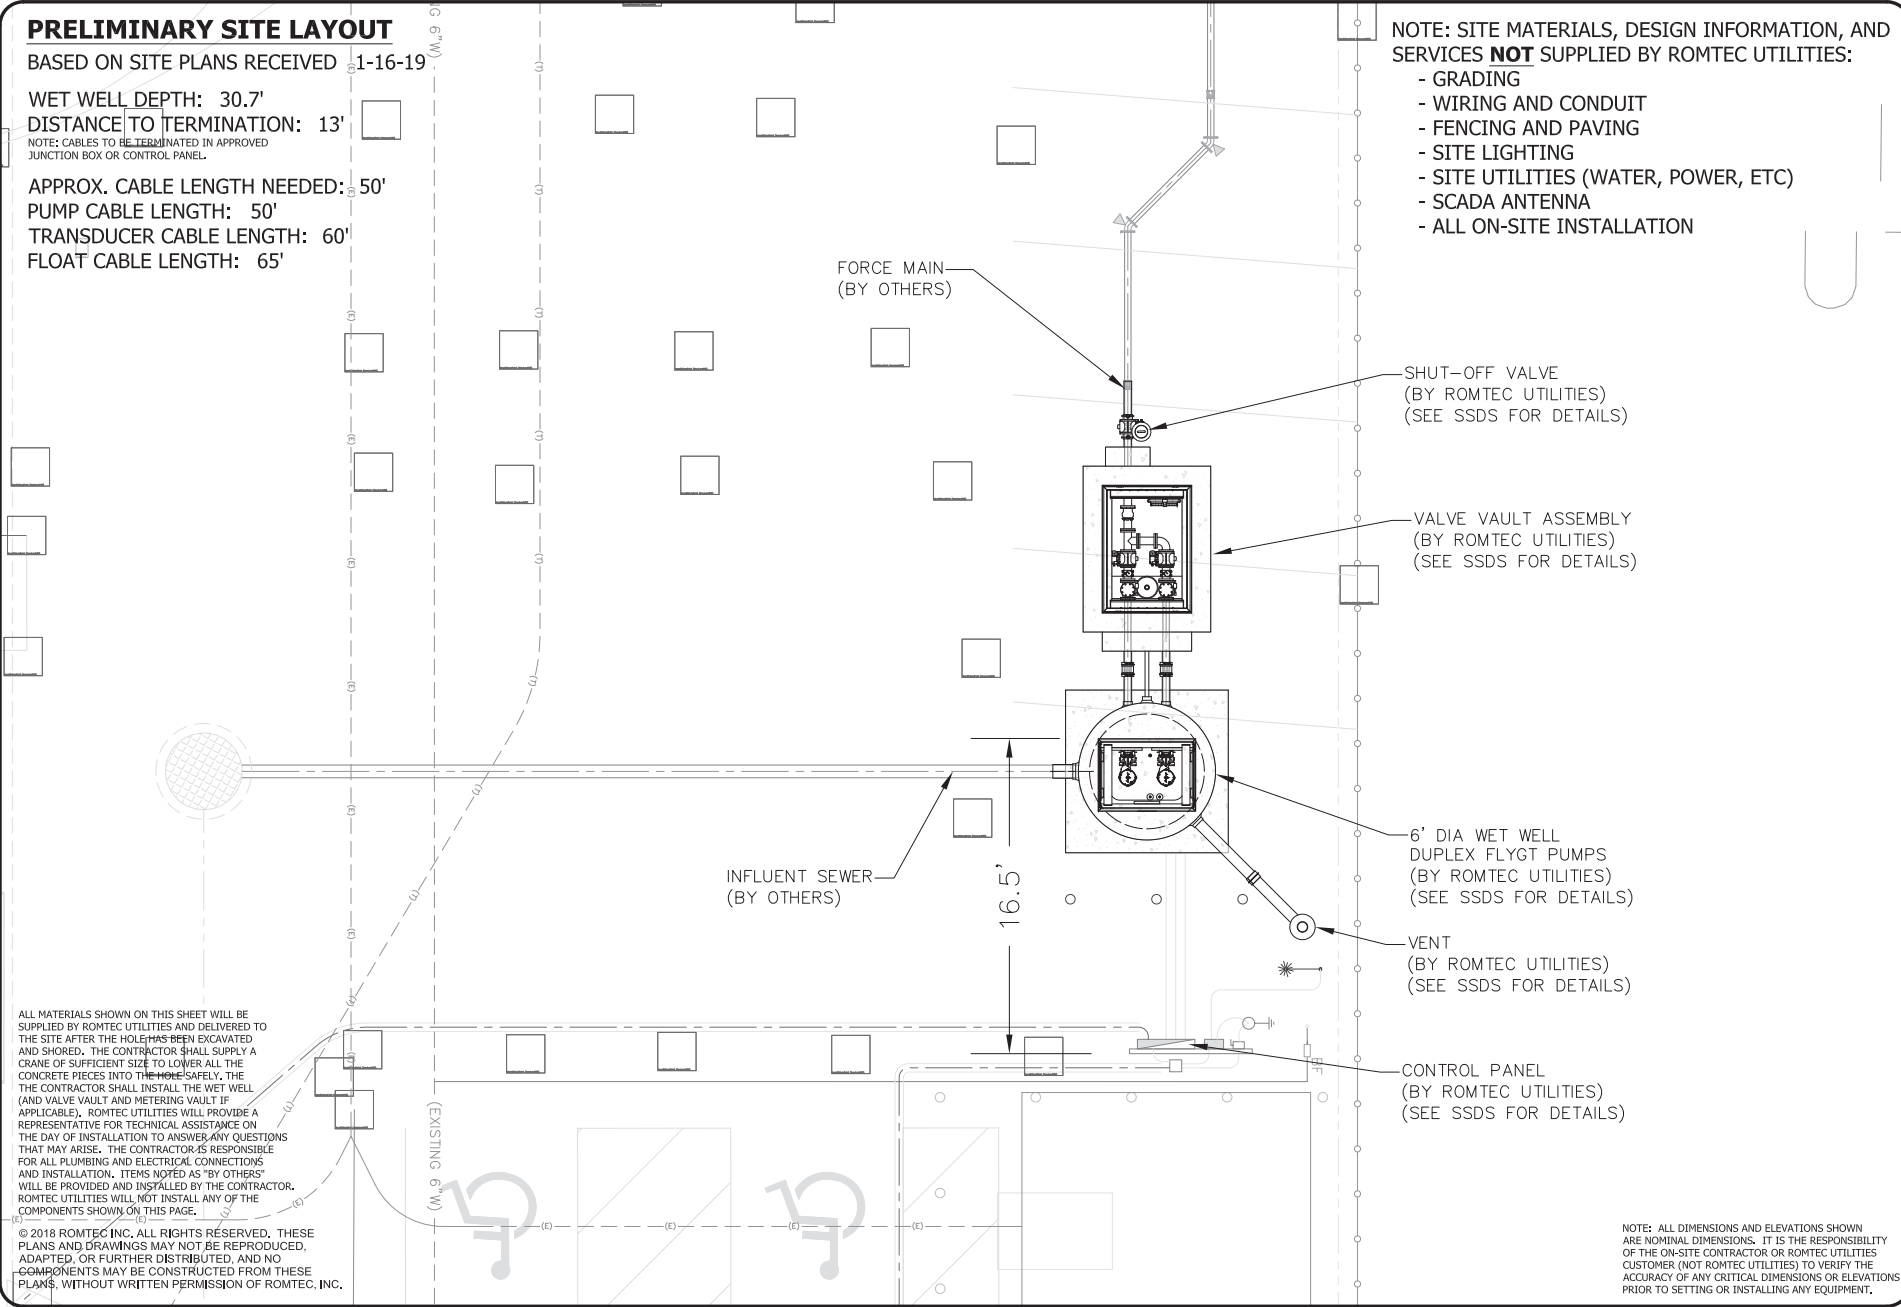 PRELIMINARY SITE LAYOUT
BASED ON SITE PLANS RECEIVED 1-16-19
WET WELL DEPTH: 30.7'
DISTANCE TO TERMINATION: 13'
NOTE: CABLES TO BE TERMINATED IN APPROVED
JUNCTION BOX OR CONTROL PANEL.
APPROX. CABLE LENGTH NEEDED: 50'
PUMP CABLE LENGTH: 50'
TRANSDUCER CABLE LENGTH: 60'
FLOAT CABLE LENGTH: 65'
NG 6"W)
NOTE: SITE MATERIALS, DESIGN INFORMATION, AND
SERVICES NOT SUPPLIED BY ROMTEC UTILITIES:
- GRADING
- WIRING AND CONDUIT
- FENCING AND PAVING
- SITE LIGHTING
- SITE UTILITIES (WATER, POWER, ETC)
- SCADA ANTENNA
- ALL ON-SITE INSTALLATION
FORCE MAIN
(BY OTHERS)
SHUT-OFF VALVE
(BY ROMTEC UTILITIES)
(SEE SSDS FOR DETAILS)
VALVE VAULT ASSEMBLY
(BY ROMTEC UTILITIES)
(SEE SSDS FOR DETAILS)
6' DIA WET WELL
DUPLEX FLYGT PUMPS
(BY ROMTEC UTILITIES)
(SEE SSDS FOR DETAILS)
INFLUENT SEWER
(BY OTHERS)
16.5'
VENT
(BY ROMTEC UTILITIES)
(SEE SSDS FOR DETAILS)
CONTROL PANEL
(BY ROMTEC UTILITIES)
(SEE SSDS FOR DETAILS)
(EXISTING 6"W)
ALL MATERIALS SHOWN ON THIS SHEET WILL BE
SUPPLIED BY ROMTEC UTILITIES AND DELIVERED TO
THE SITE AFTER THE HOLE HAS BEEN EXCAVATED
AND SHORED. THE CONTRACTOR SHALL SUPPLY A
CRANE OF SUFFICIENT SIZE TO LOWER ALL THE
CONCRETE PIECES INTO THE HOLE SAFELY. THE
THE CONTRACTOR SHALL INSTALL THE WET WELL
(AND VALVE VAULT AND METERING VAULT IF
APPLICABLE). ROMTEC UTILITIES WILL PROVIDE A
REPRESENTATIVE FOR TECHNICAL ASSISTANCE ON
THE DAY OF INSTALLATION TO ANSWER ANY QUESTIONS
THAT MAY ARISE. THE CONTRACTOR IS RESPONSIBLE
FOR ALL PLUMBING AND ELECTRICAL CONNECTIONS
AND INSTALLATION. ITEMS NOTED AS "BY OTHERS"
WILL BE PROVIDED AND INSTALLED BY THE CONTRACTOR.
ROMTEC UTILITIES WILL NOT INSTALL ANY OF THE
COMPONENTS SHOWN ON THIS PAGE.
© 2018 ROMTEC INC. ALL RIGHTS RESERVED. THESE
PLANS AND DRAWINGS MAY NOT BE REPRODUCED,
ADAPTED, OR FURTHER DISTRIBUTED, AND NO
COMPONENTS MAY BE CONSTRUCTED FROM THESE
PLANS, WITHOUT WRITTEN PERMISSION OF ROMTEC, INC.
NOTE: ALL DIMENSIONS AND ELEVATIONS SHOWN
ARE NOMINAL DIMENSIONS. IT IS THE RESPONSIBILITY
OF THE ON-SITE CONTRACTOR OR ROMTEC UTILITIES
CUSTOMER (NOT ROMTEC UTILITIES) TO VERIFY THE
ACCURACY OF ANY CRITICAL DIMENSIONS OR ELEVATIONS
PRIOR TO SETTING OR INSTALLING ANY EQUIPMENT.